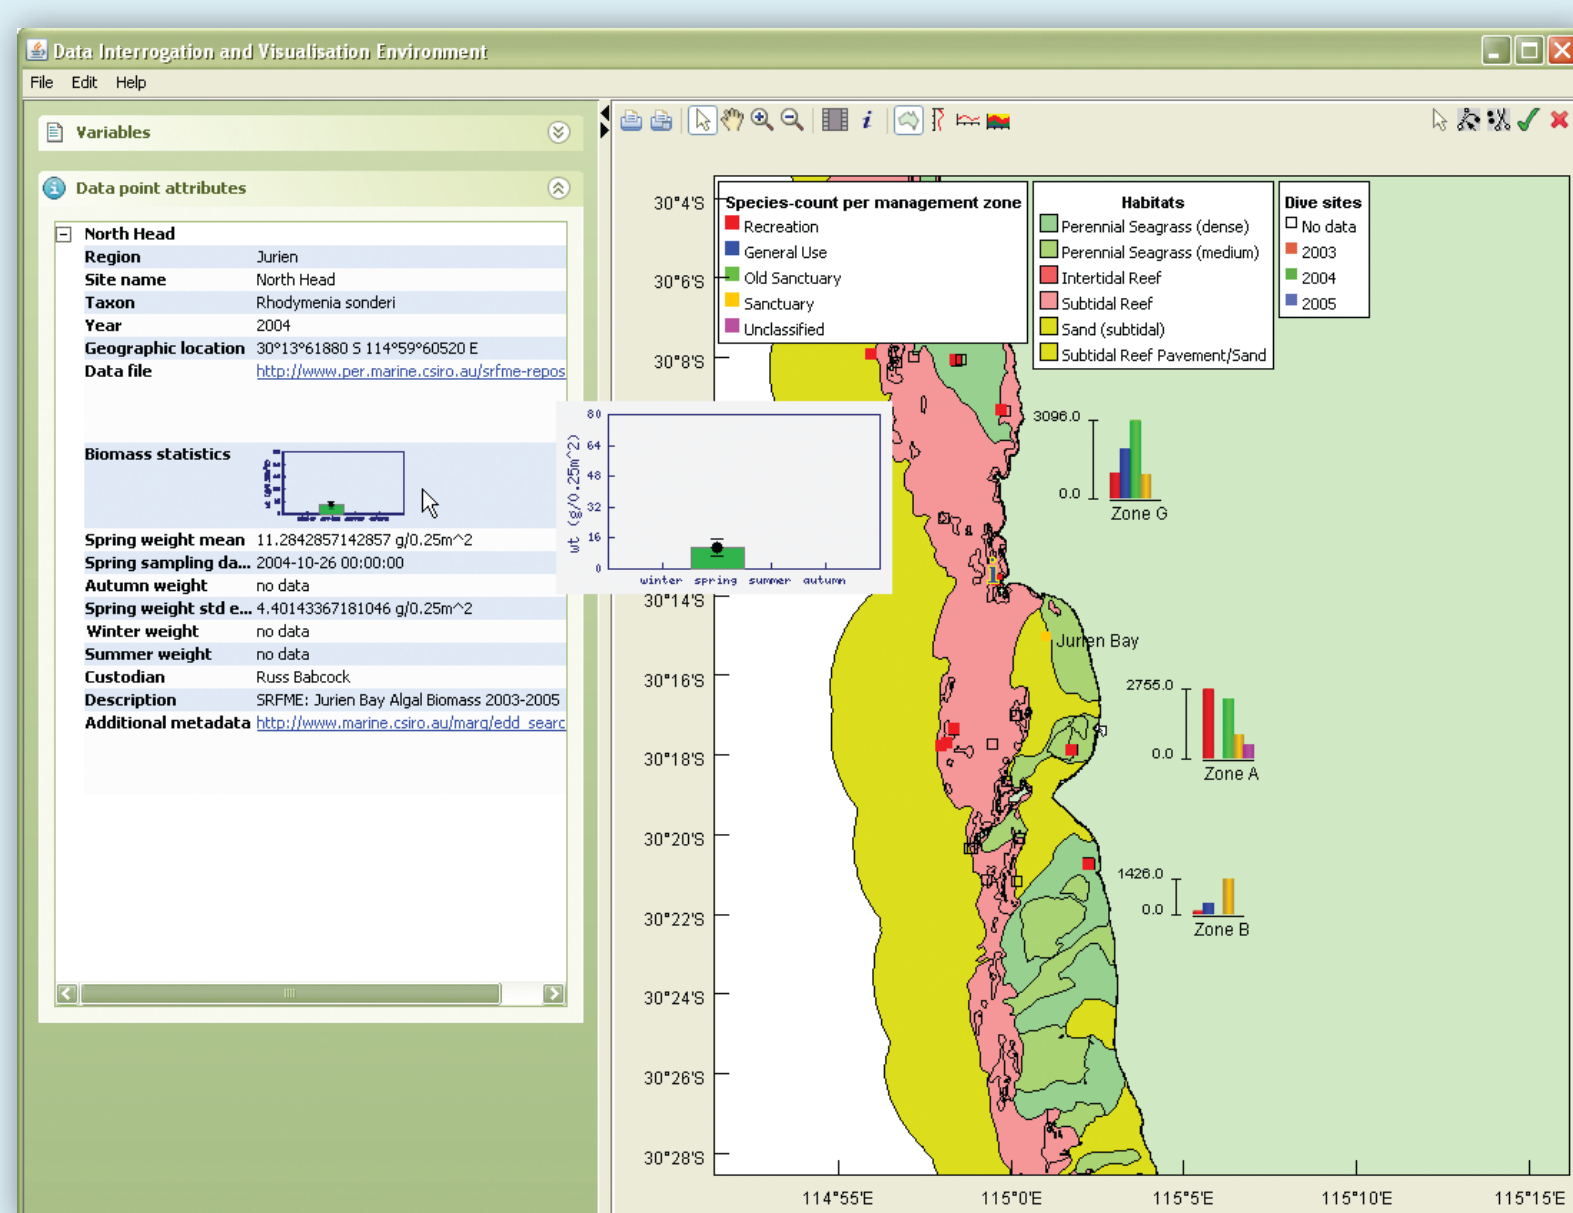 Data Interrogation and Visualisation Environment
File Edit Help
Variables
Data point attributes
North Head
Region Jurien
Site name North Head
Taxon Rhodymenia sonderi
Year 2004
Geographic location 30°13°61880 S 114°59°60520 E
Data file http://www.per.marine.csiro.au/srfme-repos
Biomass statistics
Spring weight mean 11.2842857142857 g/0.25m^2
Spring sampling da... 2004-10-26 00:00:00
Autumn weight no data
Spring weight std e... 4.40143367181046 g/0.25m^2
Winter weight no data
Summer weight no data
Custodian Russ Babcock
Description SRFME: Jurien Bay Algal Biomass 2003-2005
Additional metadata http://www.marine.csiro.au/marq/edd_searc
80
64
48
32
16
0
wt (g/0.25m^2)
winter spring summer autumn
Species-count per management zone
Recreation
General Use
Old Sanctuary
Sanctuary
Unclassified
Habitats
Perennial Seagrass (dense)
Perennial Seagrass (medium)
Intertidal Reef
Subtidal Reef
Sand (subtidal)
Subtidal Reef Pavement/Sand
Dive sites
No data
2003
2004
2005
30°4'S
30°6'S
30°8'S
30°14'S
30°16'S
30°18'S
30°20'S
30°22'S
30°24'S
30°26'S
30°28'S
3096.0
0.0
Zone G
Jurien Bay
2755.0
0.0
Zone A
1426.0
0.0
Zone B
114°55'E 115°0'E 115°5'E 115°10'E 115°15'E